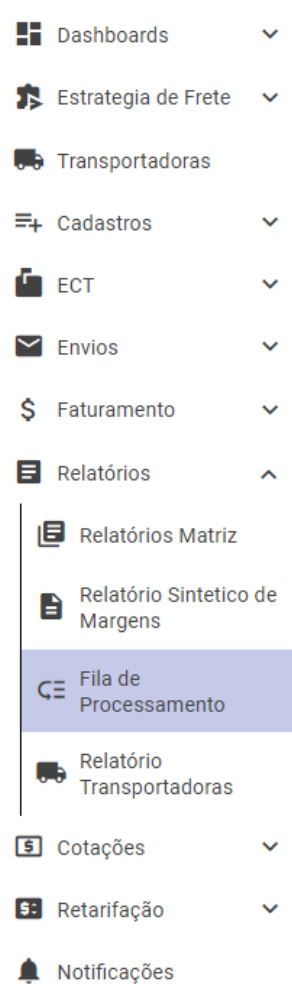 Dashboards
Estrategia de Frete
Transportadoras
Cadastros
ECT
Envios
$ Faturamento
Relatórios
Relatórios Matriz
Relatório Sintetico de
Margens
Fila de
Processamento
Relatório
Transportadoras
Cotações
Retarifação
Notificações